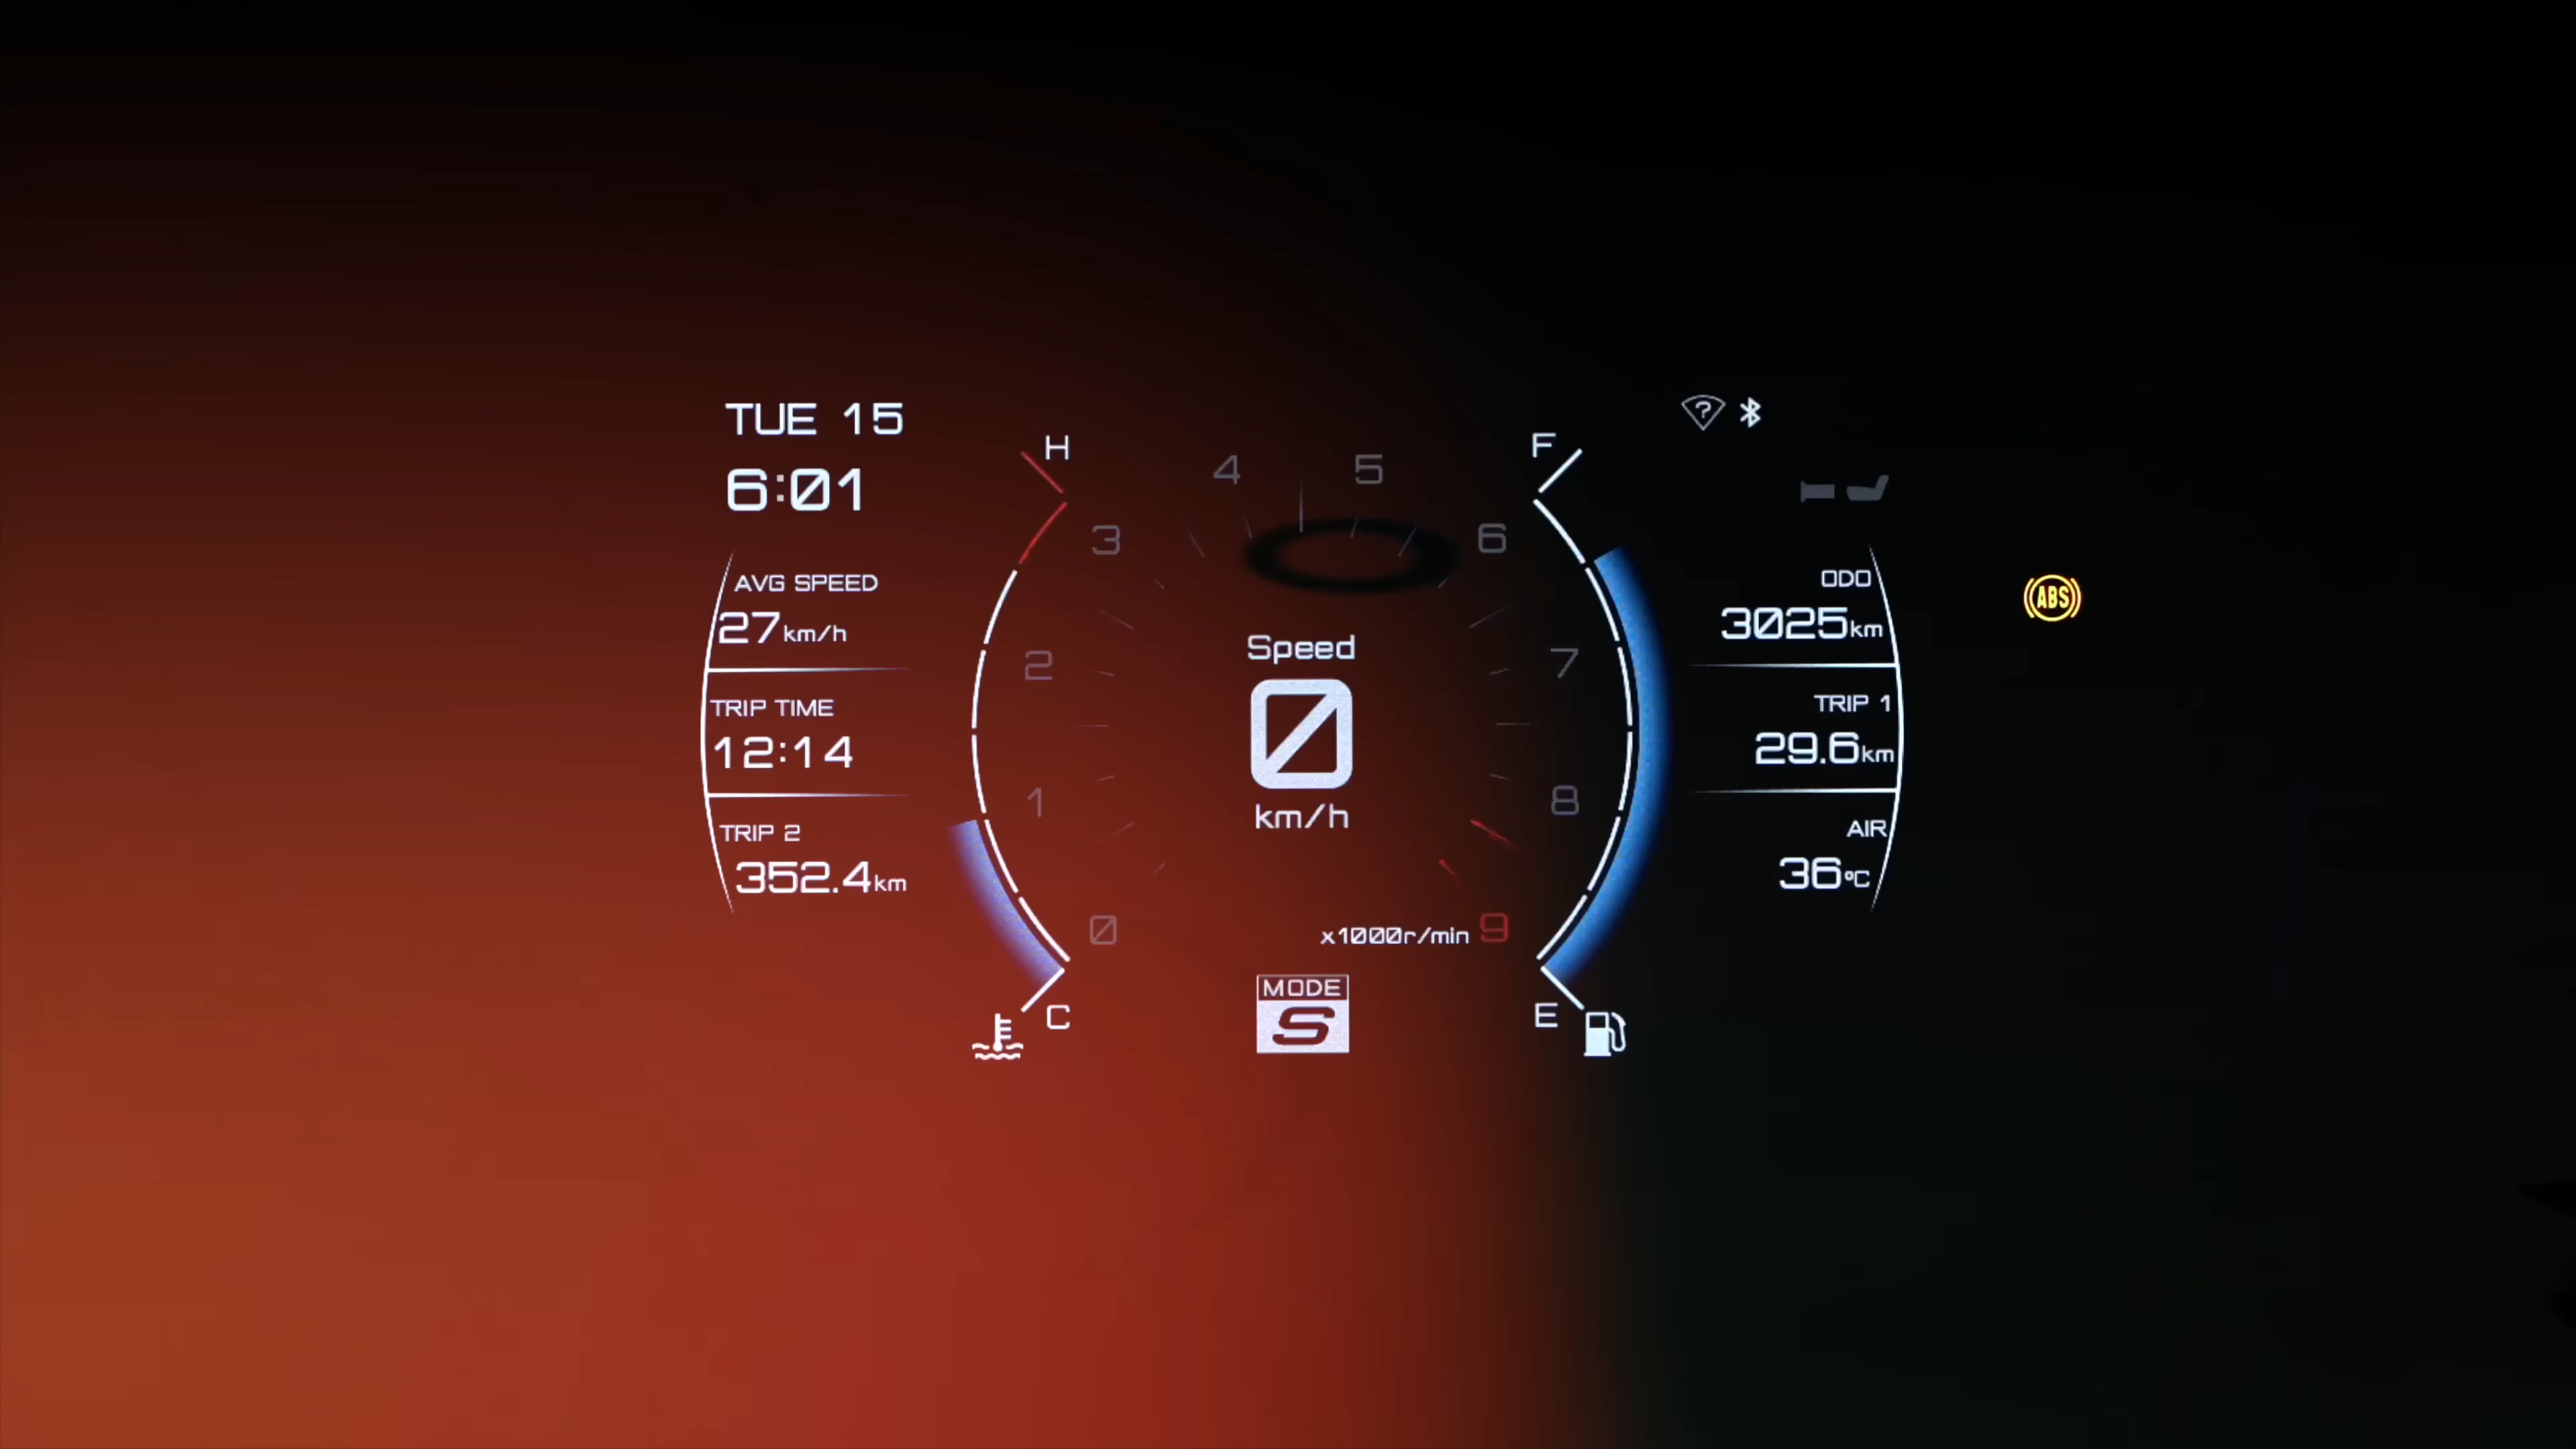 TUE 15
6:01
AVG SPEED
27km/h
TRIP TIME
12:14
TRIP 2
352.4km
H
C
0
1
2
3
4
5
6
7
8
9
x1000r/min
Speed
0
km/h
MODE
S
F
E
?
ODO
3025km
TRIP 1
29.6km
AIR
36°C
ABS